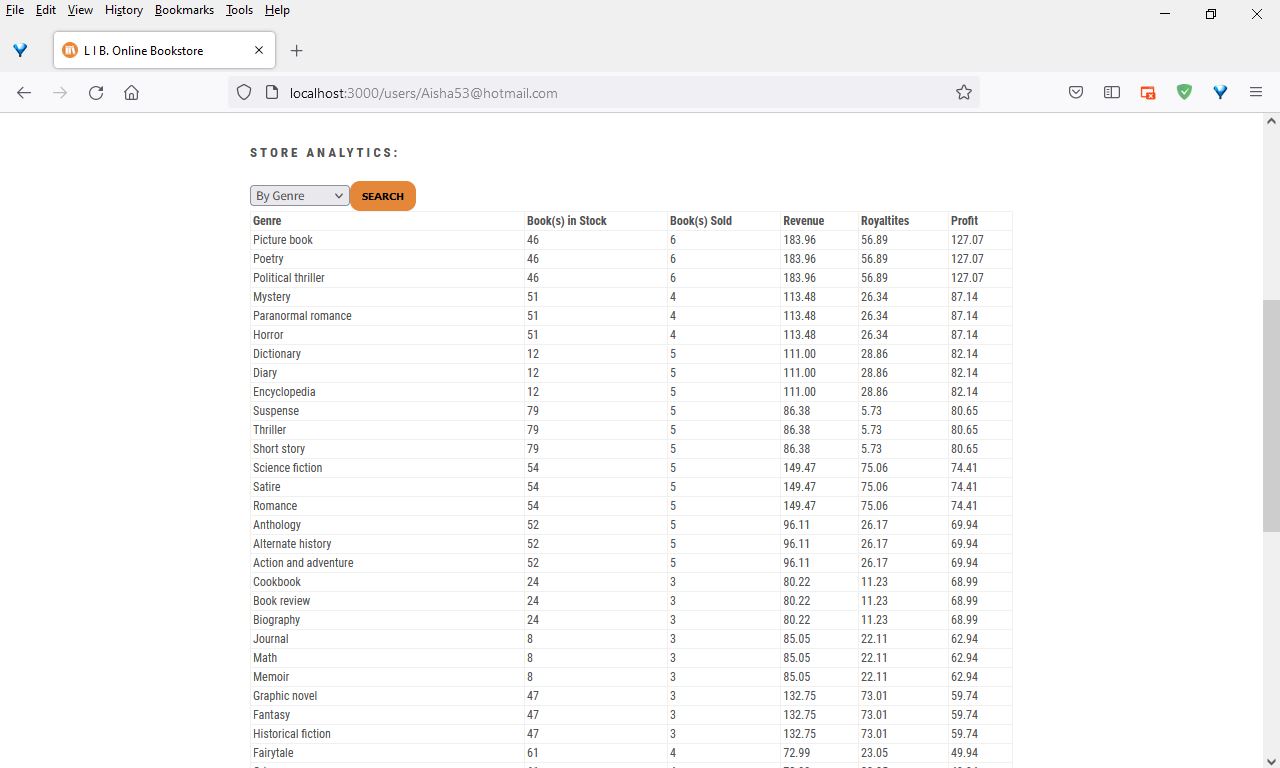 File Edit View History Bookmarks Tools Help
L I B. Online Bookstore
localhost:3000/users/Aisha53@hotmail.com
STORE ANALYTICS:
By Genre SEARCH
Genre Book(s) in Stock Book(s) Sold Revenue Royaltites Profit
Picture book 46 6 183.96 56.89 127.07
Poetry 46 6 183.96 56.89 127.07
Political thriller 46 6 183.96 56.89 127.07
Mystery 51 4 113.48 26.34 87.14
Paranormal romance 51 4 113.48 26.34 87.14
Horror 51 4 113.48 26.34 87.14
Dictionary 12 5 111.00 28.86 82.14
Diary 12 5 111.00 28.86 82.14
Encyclopedia 12 5 111.00 28.86 82.14
Suspense 79 5 86.38 5.73 80.65
Thriller 79 5 86.38 5.73 80.65
Short story 79 5 86.38 5.73 80.65
Science fiction 54 5 149.47 75.06 74.41
Satire 54 5 149.47 75.06 74.41
Romance 54 5 149.47 75.06 74.41
Anthology 52 5 96.11 26.17 69.94
Alternate history 52 5 96.11 26.17 69.94
Action and adventure 52 5 96.11 26.17 69.94
Cookbook 24 3 80.22 11.23 68.99
Book review 24 3 80.22 11.23 68.99
Biography 24 3 80.22 11.23 68.99
Journal 8 3 85.05 22.11 62.94
Math 8 3 85.05 22.11 62.94
Memoir 8 3 85.05 22.11 62.94
Graphic novel 47 3 132.75 73.01 59.74
Fantasy 47 3 132.75 73.01 59.74
Historical fiction 47 3 132.75 73.01 59.74
Fairytale 61 4 72.99 23.05 49.94